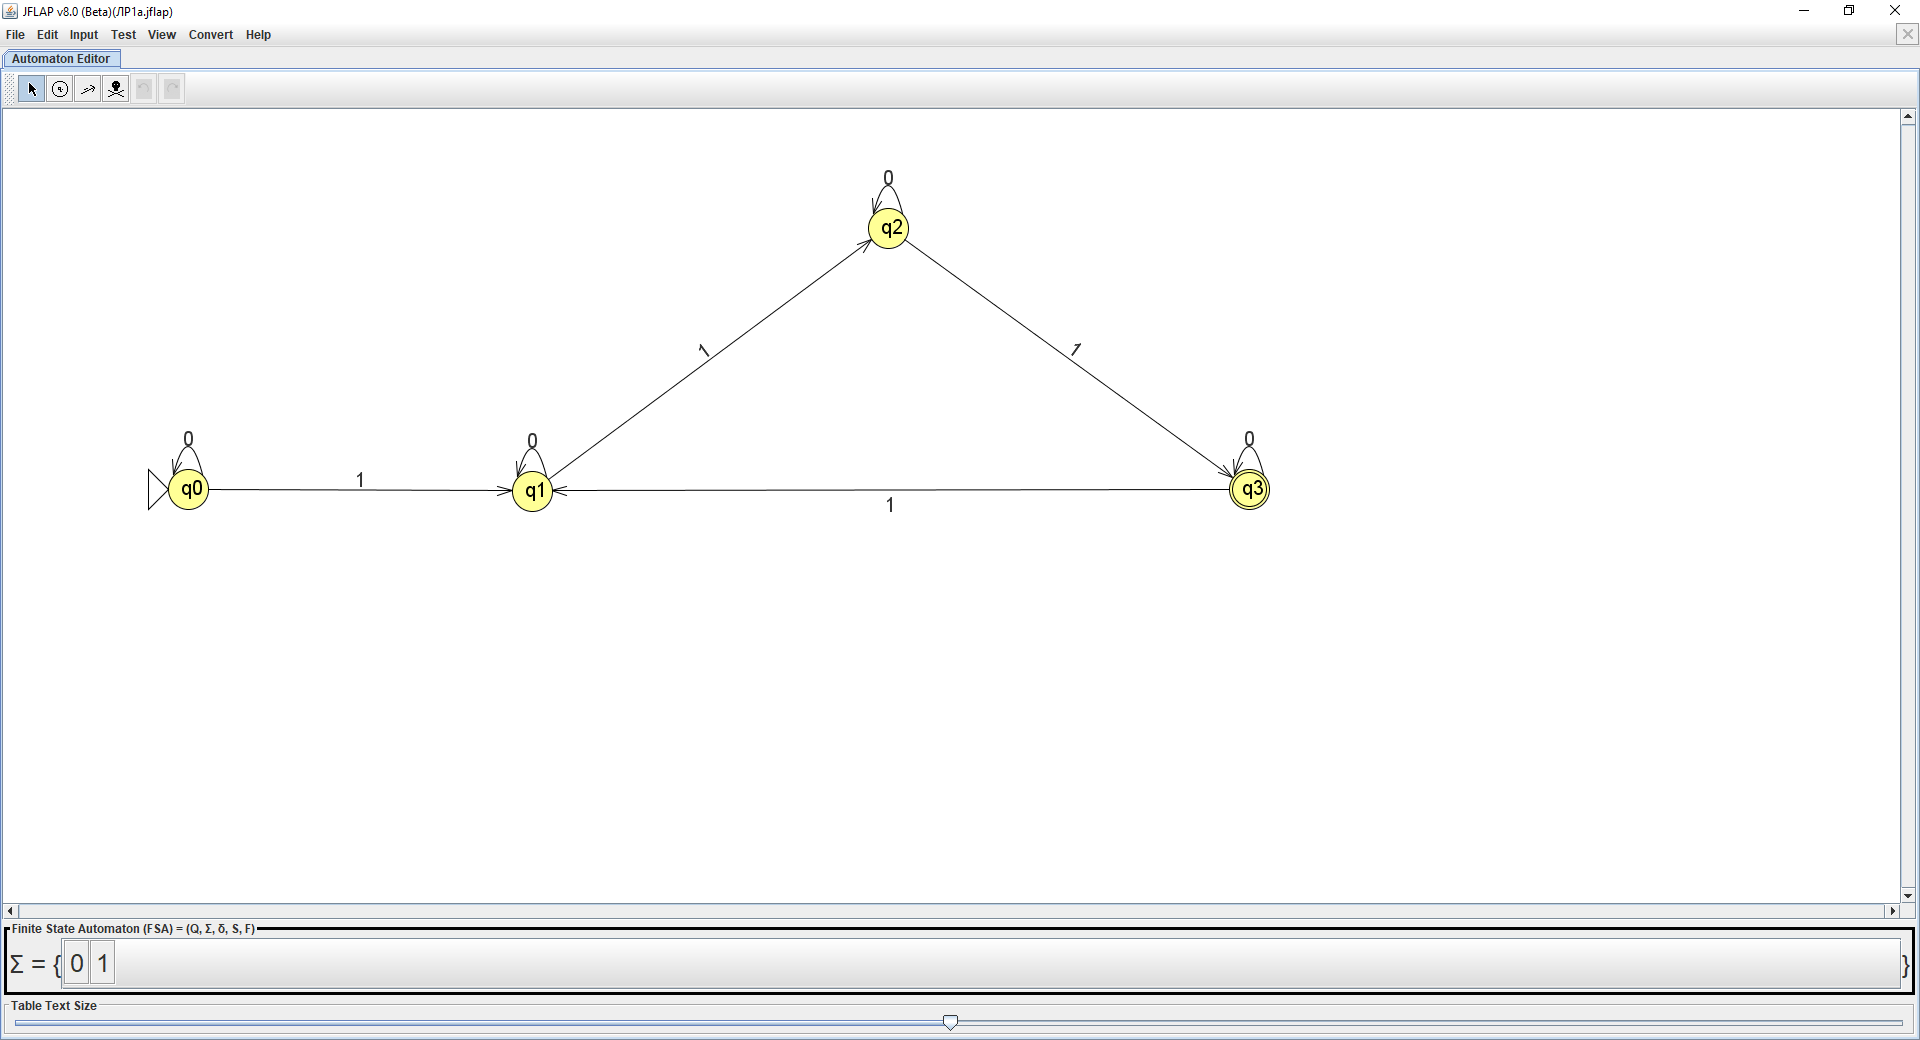 JFLAP v8.0 (Beta)(ЛР1a.jflap)
File Edit Input Test View Convert Help
Automaton Editor
0
q2
1
1
0
0
0
q0
1
q1
1
q3
Finite State Automaton (FSA) = (Q, Σ, δ, S, F)
Σ = { 0 1 }
Table Text Size